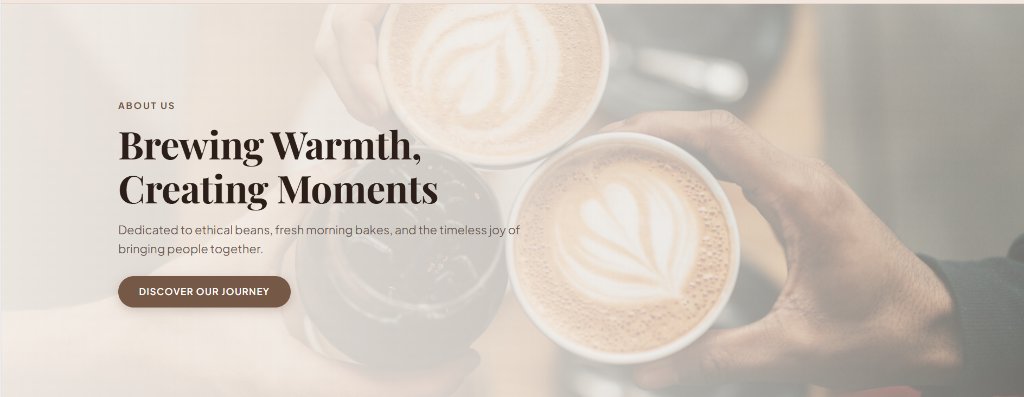 ABOUT US
Brewing Warmth,
Creating Moments
Dedicated to ethical beans, fresh morning bakes, and the timeless joy of
bringing people together.
DISCOVER OUR JOURNEY